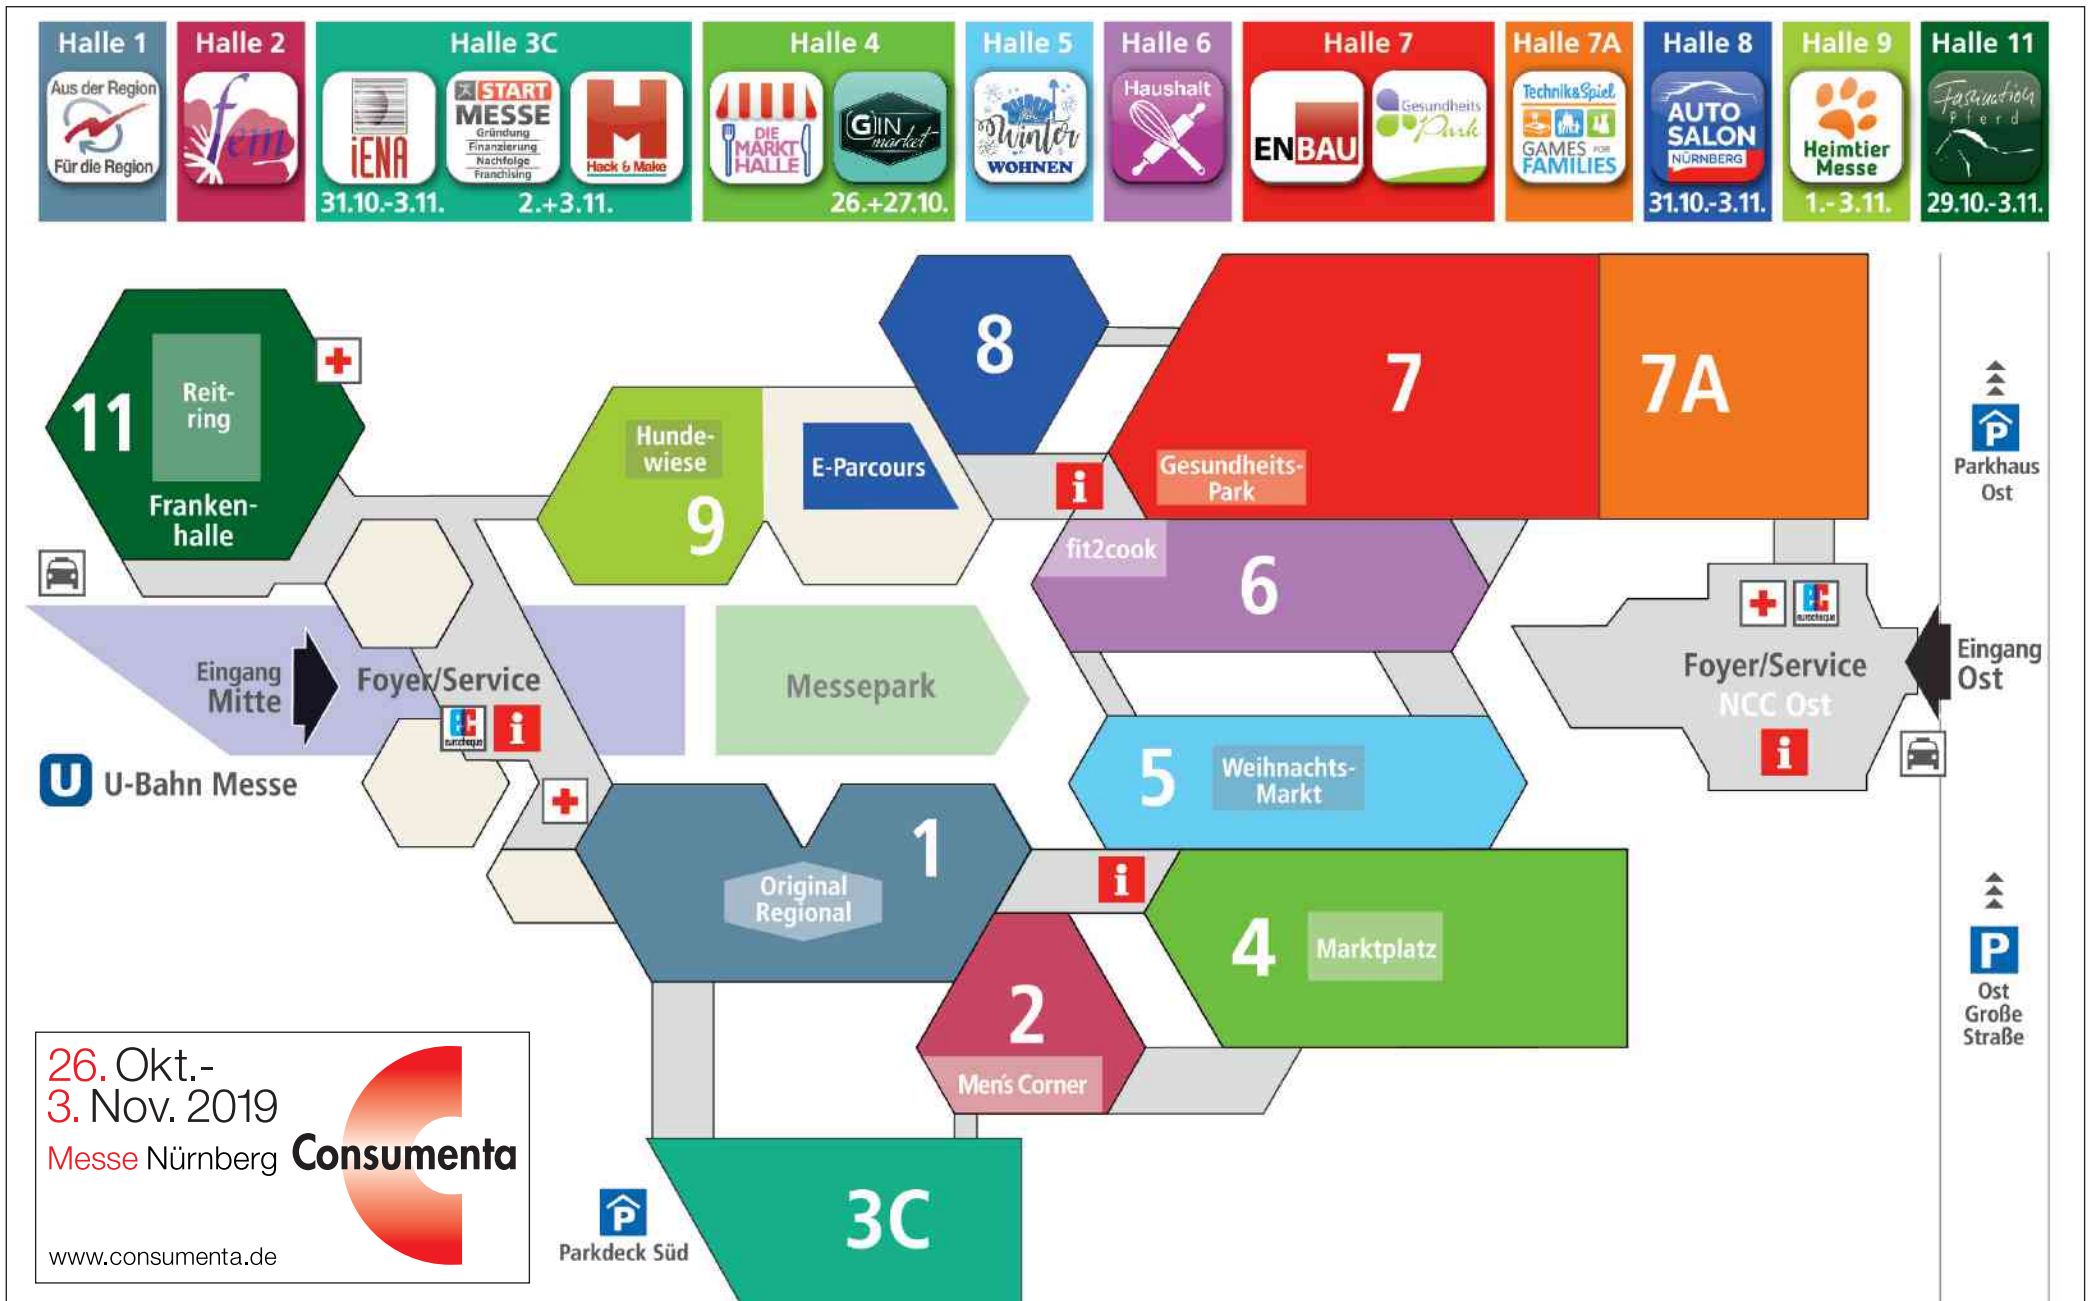 Halle 1
Aus der Region
Für die Region
Halle 2
fem
Halle 3C
iENA
31.10.-3.11.
START
MESSE
Gründung
Finanzierung
Nachfolge
Franchising
Hack & Make
2.+3.11.
Halle 4
DIE
MARKT
HALLE
GIN
market
26.+27.10.
Halle 5
Winter
WOHNEN
Halle 6
Haushalt
Halle 7
ENBAU
Gesundheits
Park
Halle 7A
Technik&Spiel
GAMES FOR
FAMILIES
Halle 8
AUTO
SALON
NÜRNBERG
31.10.-3.11.
Halle 9
Heimtier
Messe
1.-3.11.
Halle 11
Faszination
Pferd
29.10.-3.11.
11
Reit-
ring
Franken-
halle
Hunde-
wiese
9
E-Parcours
8
7
Gesundheits-
Park
7A
P
Parkhaus
Ost
i
fit2cook
6
Eingang
Mitte
Foyer/Service
EC
eurocheque
i
Messepark
EC
eurocheque
Foyer/Service
NCC Ost
i
Eingang
Ost
U
U-Bahn Messe
5
Weihnachts-
Markt
1
Original
Regional
i
4
Marktplatz
P
Ost
Große
Straße
2
Men's Corner
3C
P
Parkdeck Süd
26. Okt.-
3. Nov. 2019
Messe Nürnberg
Consumenta
www.consumenta.de